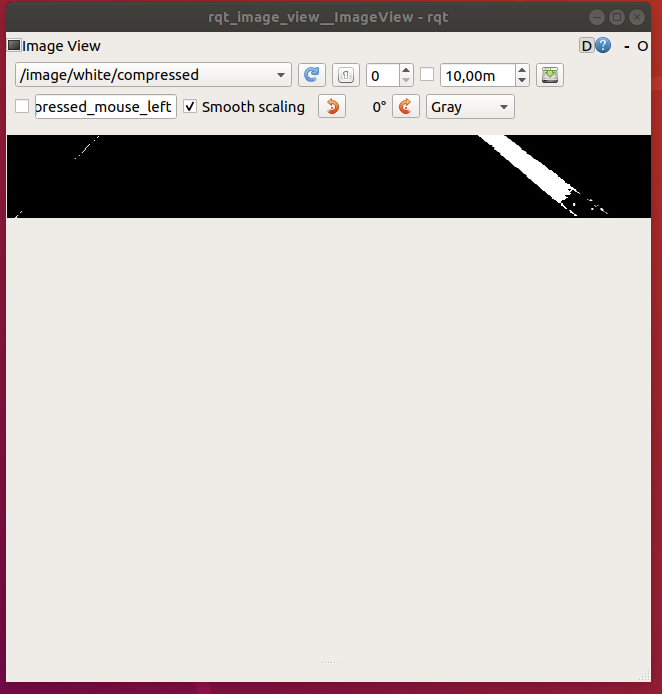 rqt_image_view__ImageView - rqt
Image View D ? - O
/image/white/compressed 0 10,00m
pressed_mouse_left Smooth scaling 0° Gray